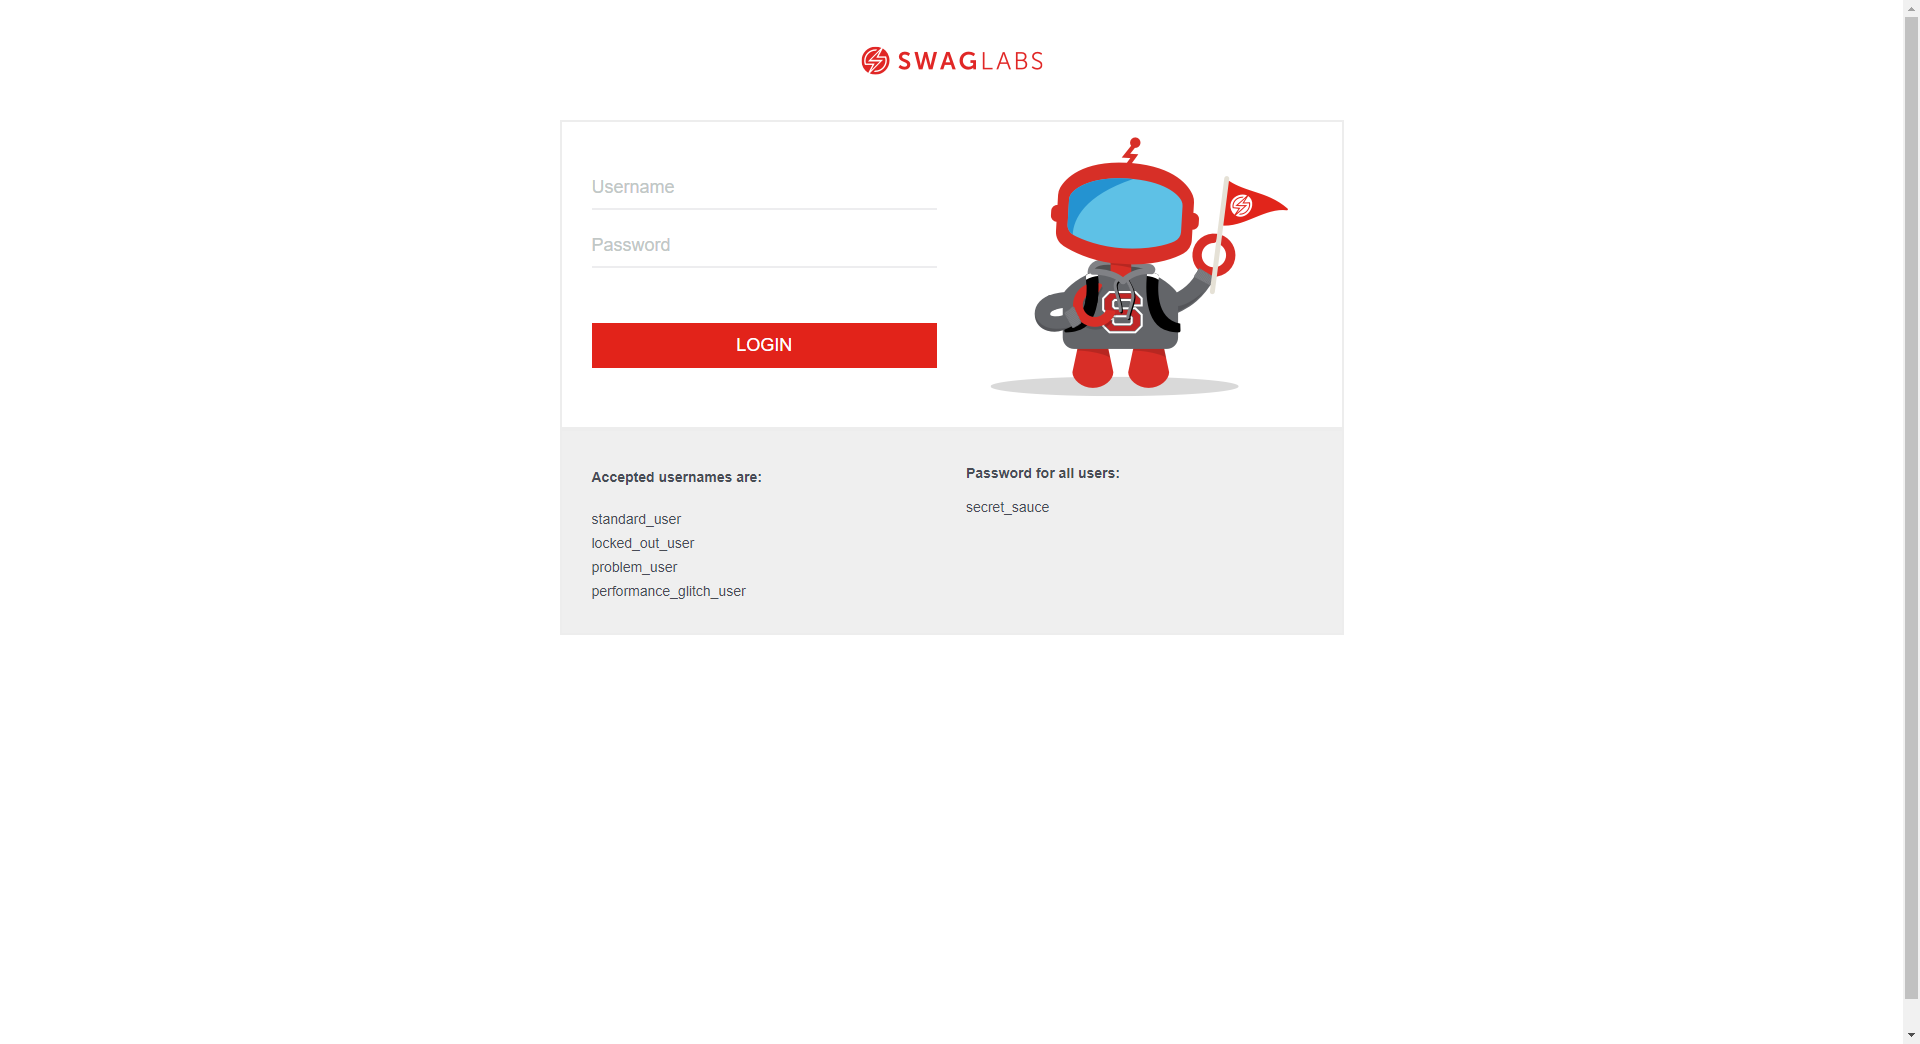 SWAGLABS
Username
Password
LOGIN
S
Accepted usernames are:
standard_user
locked_out_user
problem_user
performance_glitch_user
Password for all users:
secret_sauce